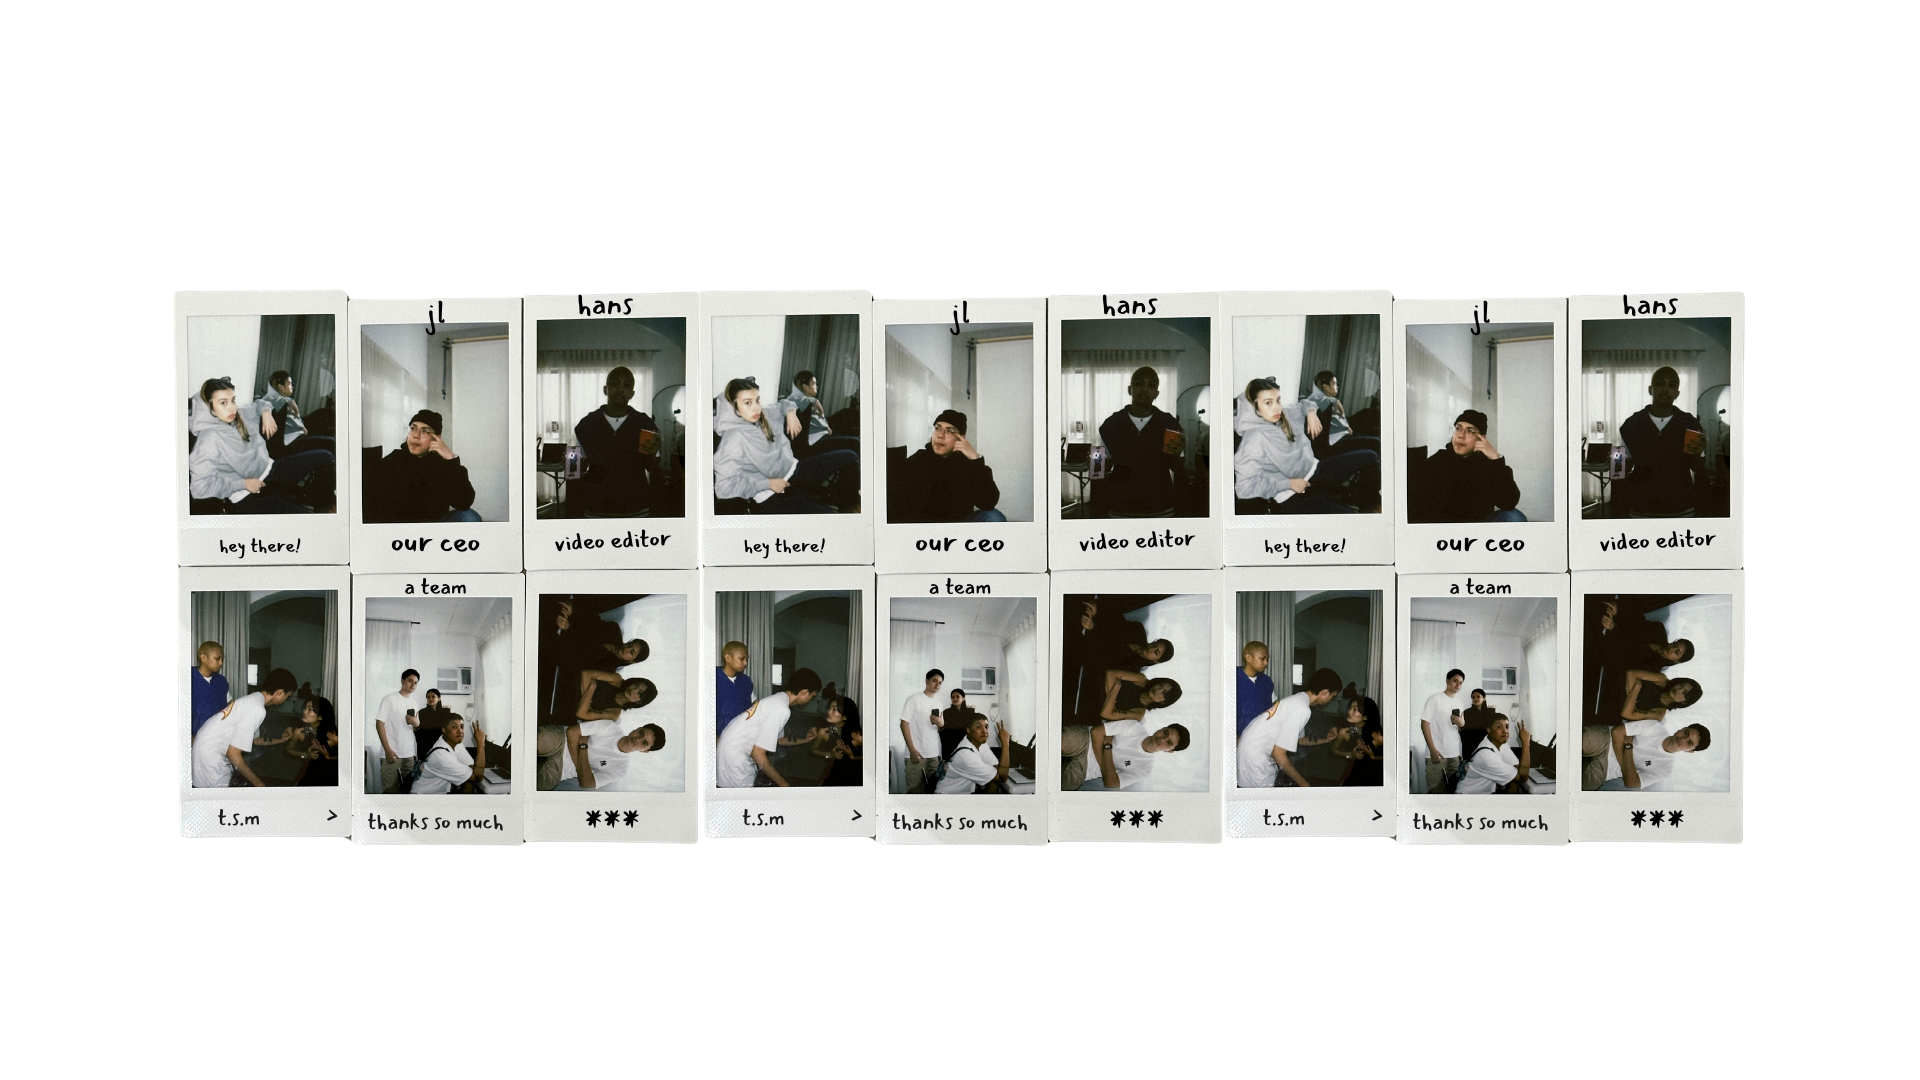 jl
hans
jl
hans
jl
hans
hey there!
our ceo
video editor
hey there!
our ceo
video editor
hey there!
our ceo
video editor
a team
a team
a team
t.s.m >
thanks so much
***
t.s.m >
thanks so much
***
t.s.m >
thanks so much
***